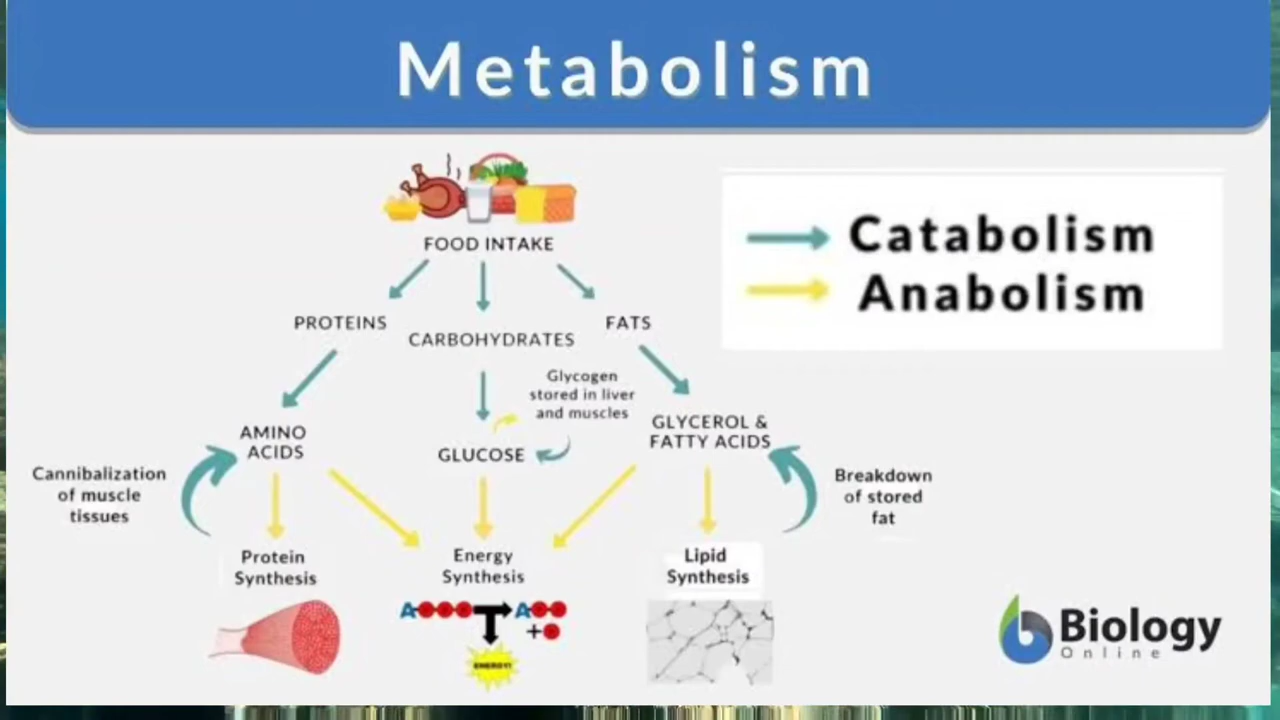 Metabolism
FOOD INTAKE
Catabolism
Anabolism
PROTEINS
CARBOHYDRATES
FATS
Glycogen
stored in liver
and muscles
AMINO
ACIDS
GLUCOSE
GLYCEROL &
FATTY ACIDS
Cannibalization
of muscle
tissues
Breakdown
of stored
fat
Protein
Synthesis
Energy
Synthesis
Lipid
Synthesis
A
A
+
ENERGY!
Biology
Online